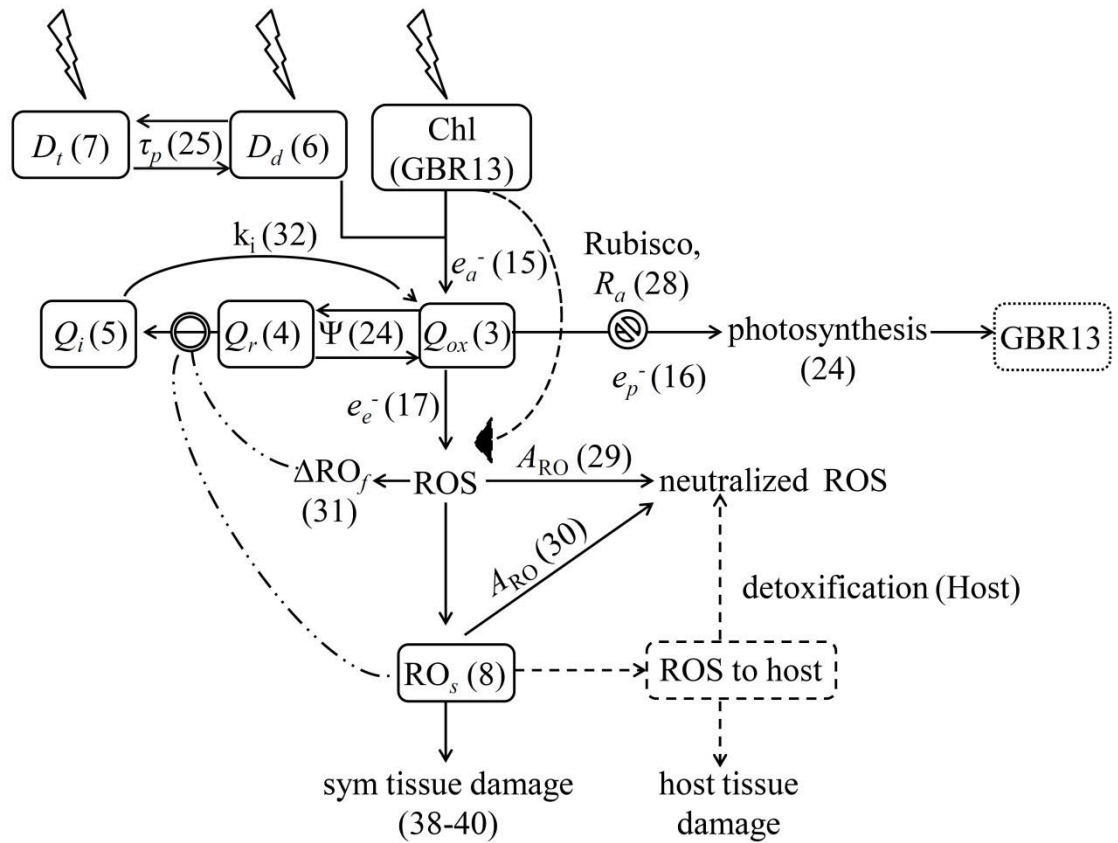 Chl
(GBR13)
D_t (7)
τ_p (25)
D_d (6)
k_i (32)
e_a^- (15)
Rubisco,
R_a (28)
Q_i (5)
Q_r (4)
Ψ (24)
Q_ox (3)
photosynthesis
(24)
GBR13
e_p^- (16)
e_e^- (17)
ΔRO_f
(31)
ROS
A_RO (29)
neutralized ROS
A_RO (30)
detoxification (Host)
RO_s (8)
ROS to host
sym tissue damage
(38-40)
host tissue
damage